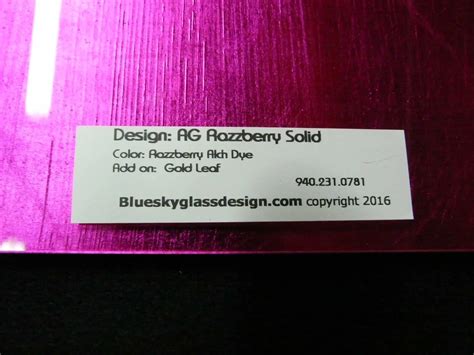 Design: AG Razzberry Solid
Color: Razzberry Alch Dye
Add on: Gold Leaf
940.231.0781
Blueskyglassdesign.com copyright 2016